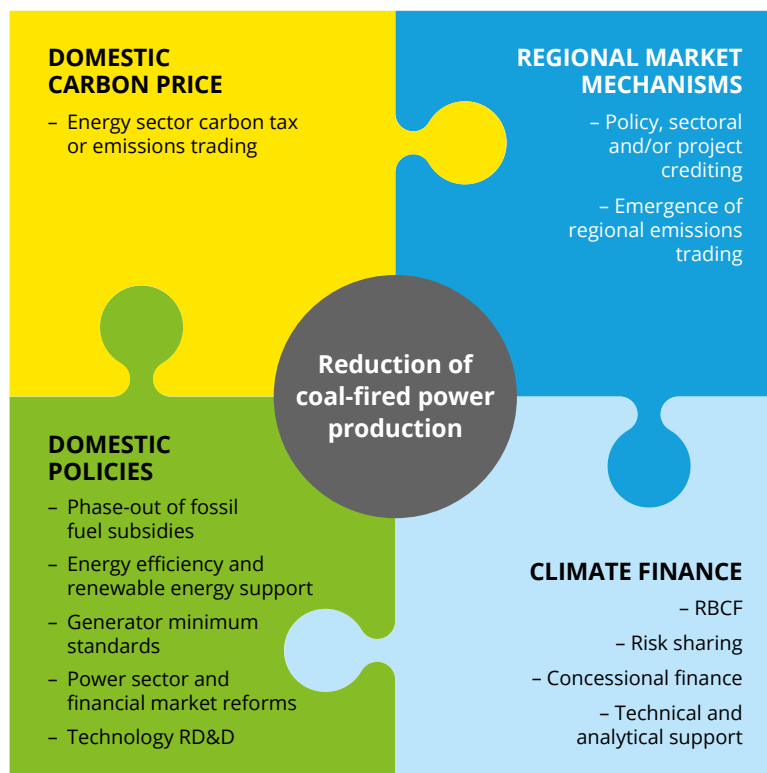 DOMESTIC
CARBON PRICE
– Energy sector carbon tax
or emissions trading
REGIONAL MARKET
MECHANISMS
– Policy, sectoral
and/or project
crediting
– Emergence of
regional emissions
trading
Reduction of
coal-fired power
production
DOMESTIC
POLICIES
– Phase-out of fossil
fuel subsidies
– Energy efficiency and
renewable energy support
– Generator minimum
standards
– Power sector and
financial market reforms
– Technology RD&D
CLIMATE FINANCE
– RBCF
– Risk sharing
– Concessional finance
– Technical and
analytical support